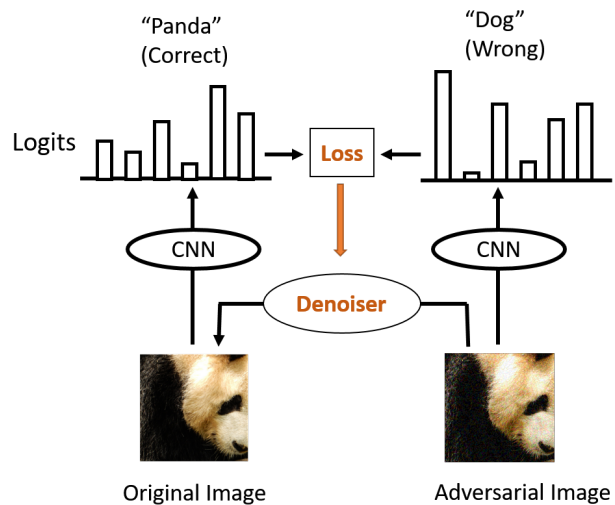 “Panda”
(Correct)
“Dog”
(Wrong)
Logits
Loss
CNN
CNN
Denoiser
Original Image
Adversarial Image